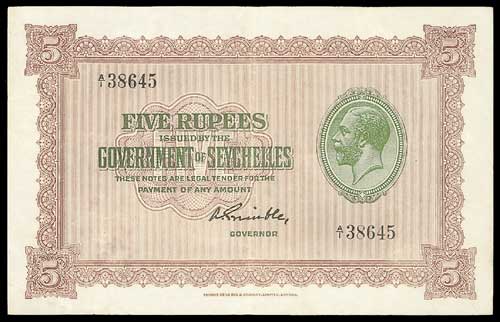 5 5
A/1 38645
FIVE RUPEES
ISSUED BY THE
GOVERNMENT OF SEYCHELLES
THESE NOTES ARE LEGAL TENDER FOR THE
PAYMENT OF ANY AMOUNT
GOVERNOR
A/1 38645
5 5